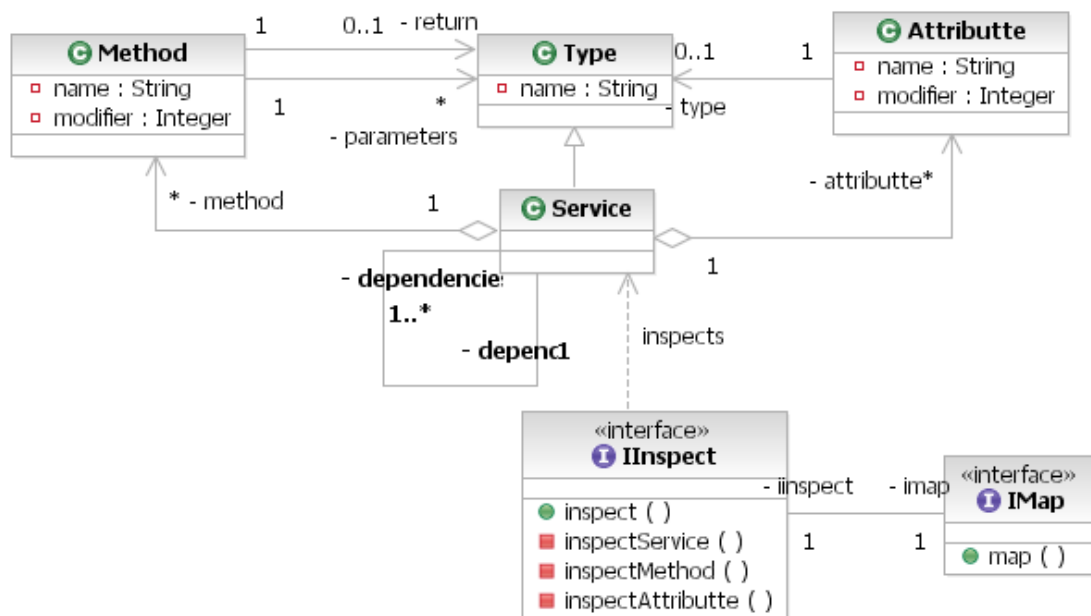 1
0..1
- return
C Method
name : String
modifier : Integer
1
*
- parameters
C Type
name : String
0..1
1
- type
C Attributte
name : String
modifier : Integer
* - method
1
C Service
- attributte*
1
- dependencies
1..*
- depenc1
inspects
«interface»
I IInspect
inspect ( )
inspectService ( )
inspectMethod ( )
inspectAttributte ( )
- iinspect
- imap
1
1
«interface»
I IMap
map ( )